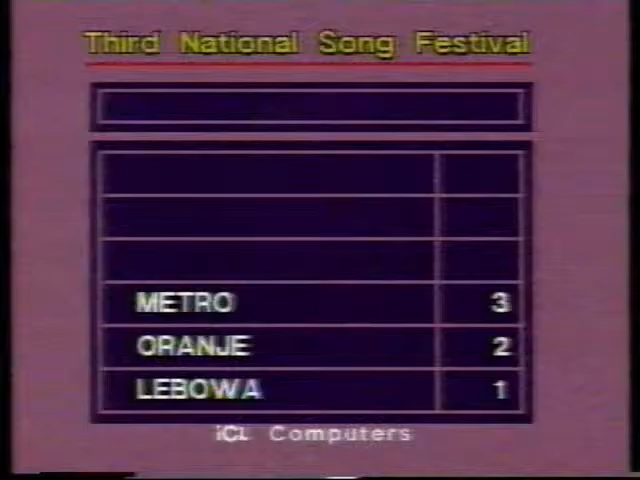 Third National Song Festival
METRO 3
ORANJE 2
LEBOWA 1
ICL Computers